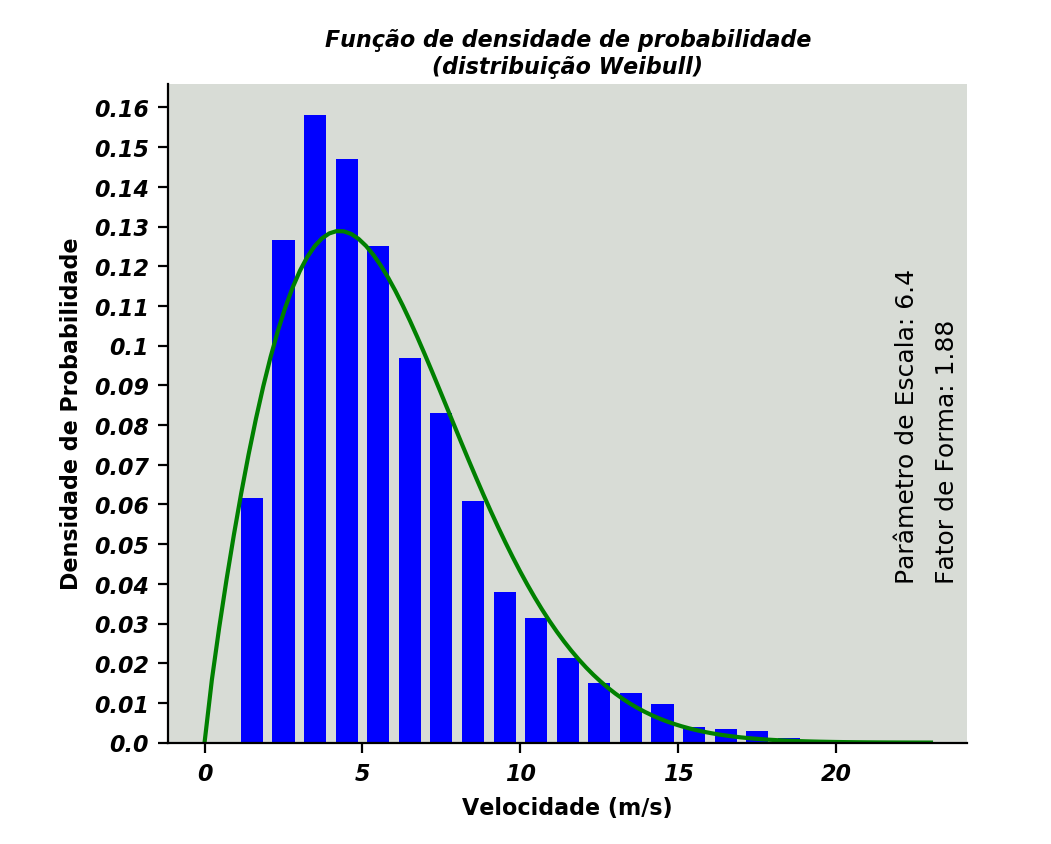 Função de densidade de probabilidade
(distribuição Weibull)
Densidade de Probabilidade
0.16
0.15
0.14
0.13
0.12
0.11
0.1
0.09
0.08
0.07
0.06
0.05
0.04
0.03
0.02
0.01
0.0
Parâmetro de Escala: 6.4
Fator de Forma: 1.88
0 5 10 15 20
Velocidade (m/s)